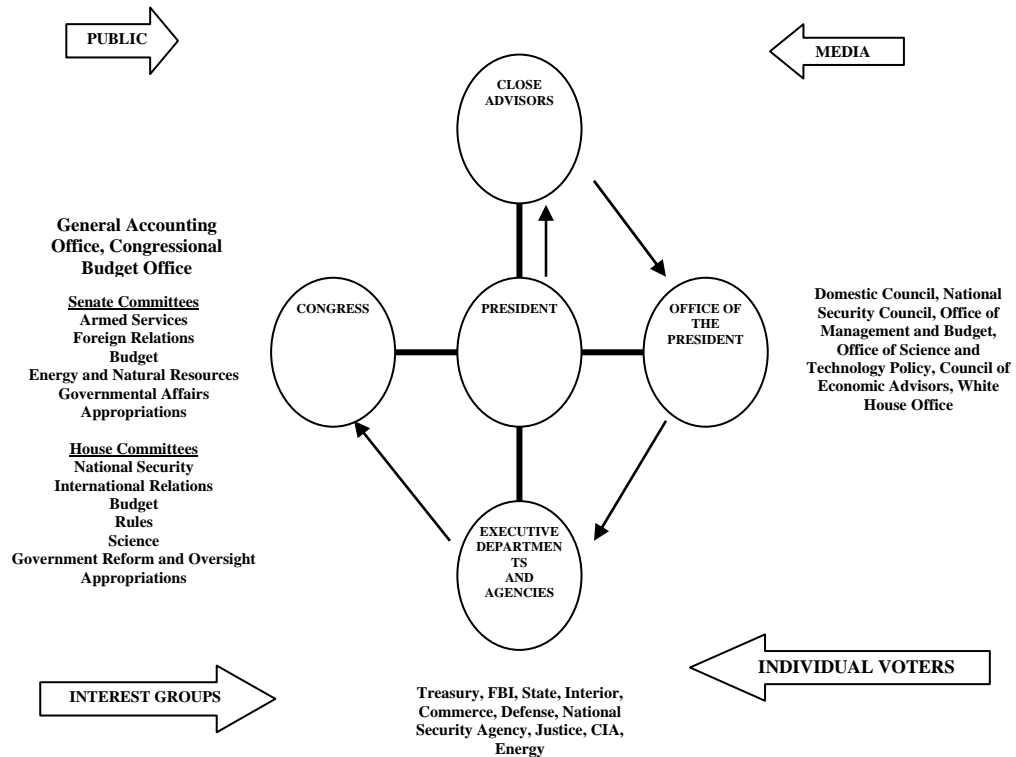 PUBLIC
MEDIA
CLOSE
ADVISORS
General Accounting
Office, Congressional
Budget Office
Senate Committees
Armed Services
Foreign Relations
Budget
Energy and Natural Resources
Governmental Affairs
Appropriations
House Committees
National Security
International Relations
Budget
Rules
Science
Government Reform and Oversight
Appropriations
CONGRESS
PRESIDENT
OFFICE OF
THE
PRESIDENT
Domestic Council, National
Security Council, Office of
Management and Budget,
Office of Science and
Technology Policy, Council of
Economic Advisors, White
House Office
EXECUTIVE
DEPARTMEN
TS
AND
AGENCIES
INTEREST GROUPS
INDIVIDUAL VOTERS
Treasury, FBI, State, Interior,
Commerce, Defense, National
Security Agency, Justice, CIA,
Energy